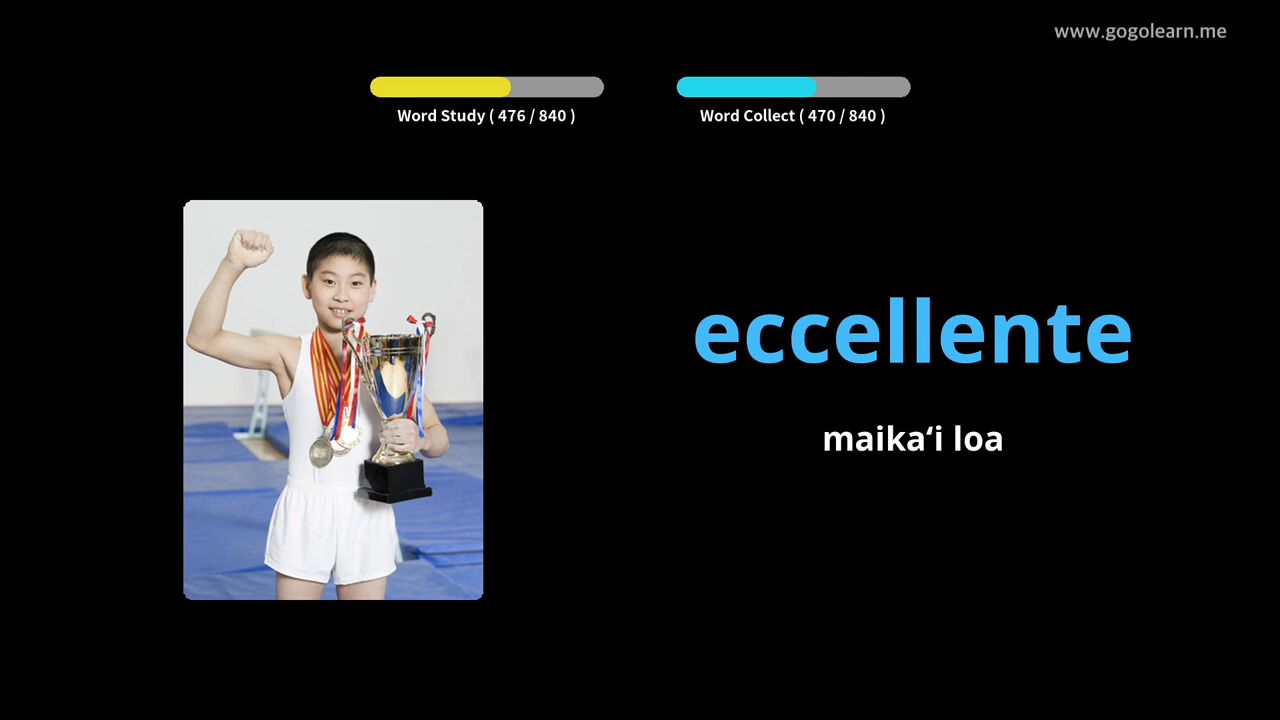 www.gogolearn.me
Word Study ( 476 / 840 )
Word Collect ( 470 / 840 )
eccellente
maikaʻi loa